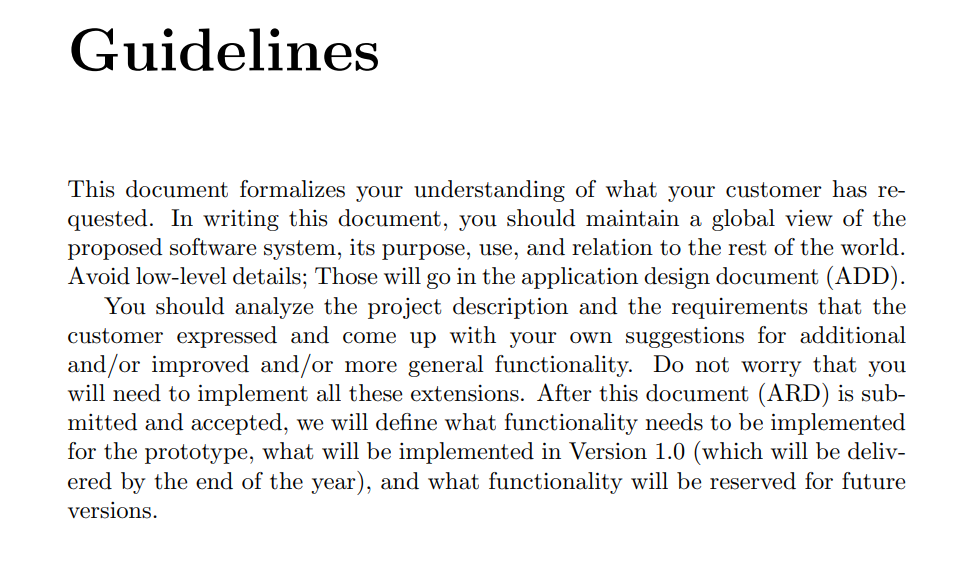 Guidelines
This document formalizes your understanding of what your customer has re-
quested. In writing this document, you should maintain a global view of the
proposed software system, its purpose, use, and relation to the rest of the world.
Avoid low-level details; Those will go in the application design document (ADD).
You should analyze the project description and the requirements that the
customer expressed and come up with your own suggestions for additional
and/or improved and/or more general functionality. Do not worry that you
will need to implement all these extensions. After this document (ARD) is sub-
mitted and accepted, we will define what functionality needs to be implemented
for the prototype, what will be implemented in Version 1.0 (which will be deliv-
ered by the end of the year), and what functionality will be reserved for future
versions.